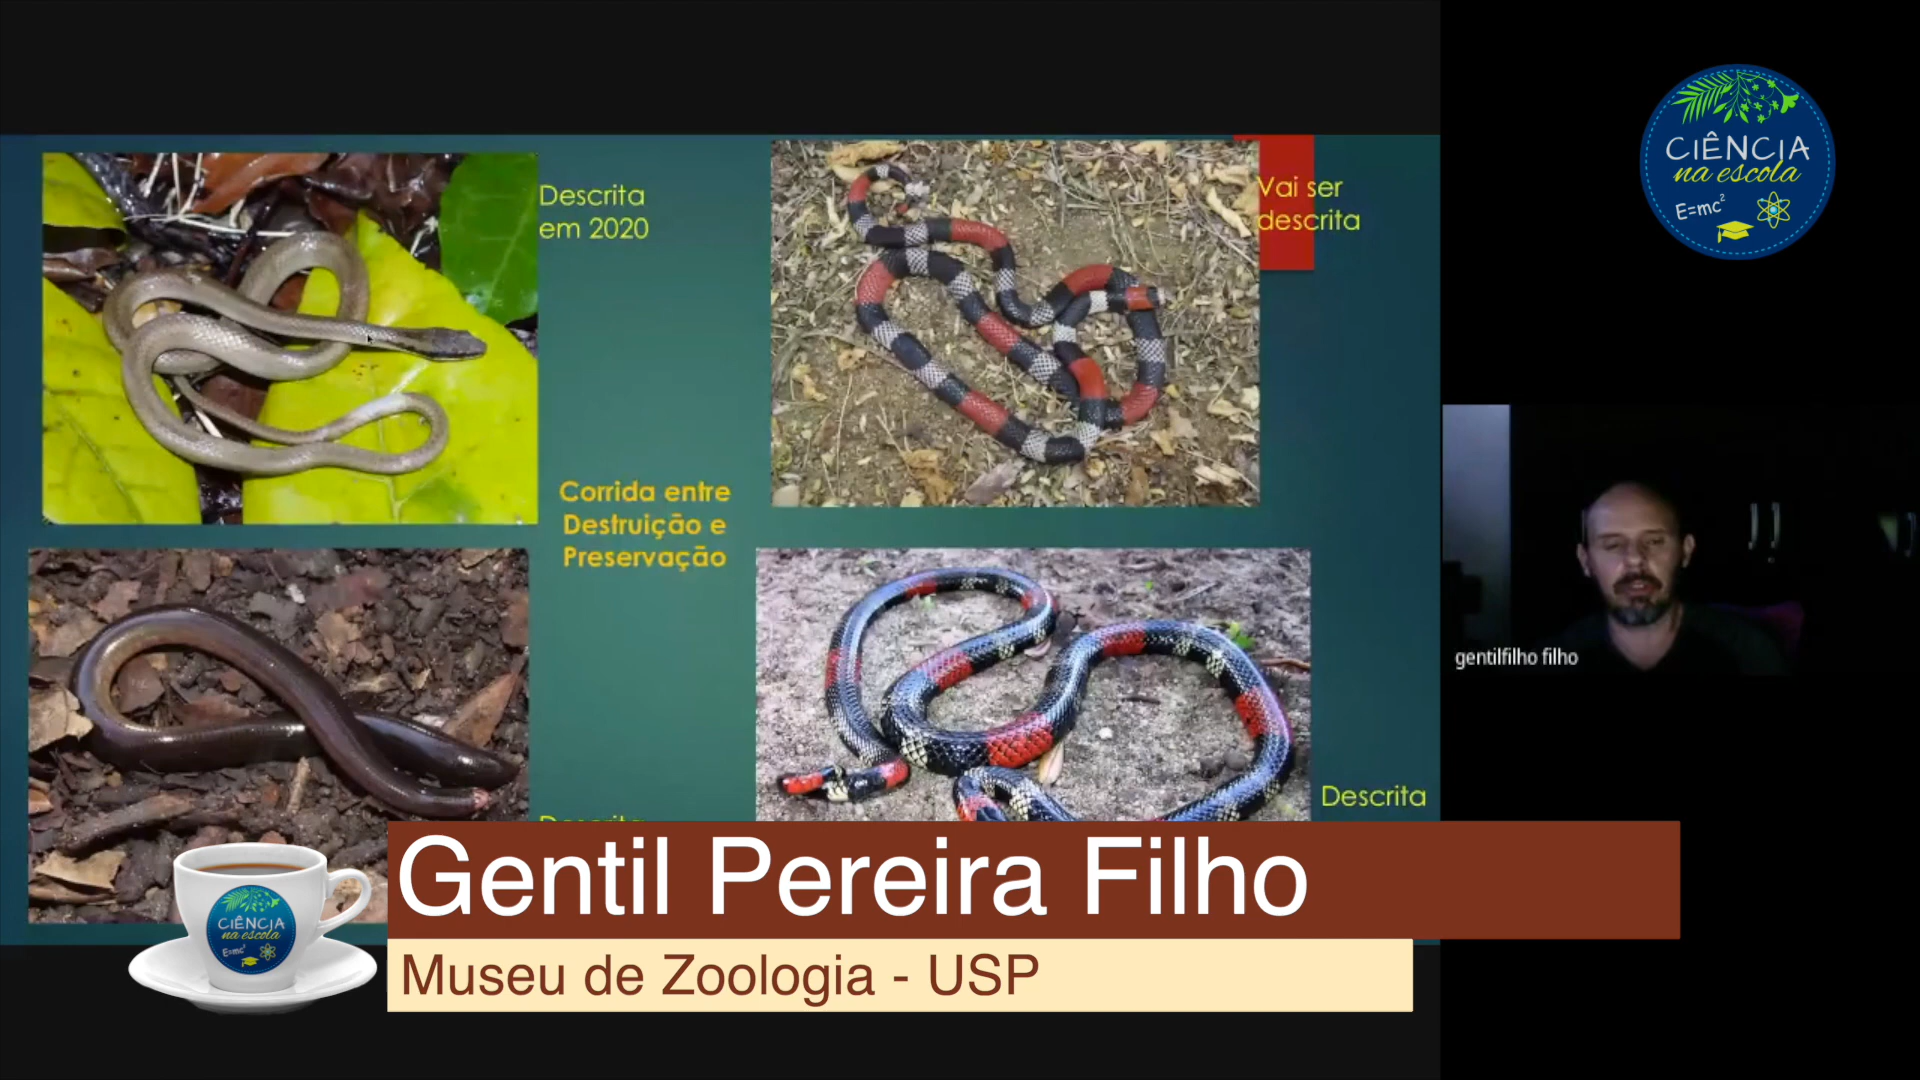 Descrita
em 2020
Vai ser
descrita
CIÊNCIA
na escola
E=mc²
Corrida entre
Destruição e
Preservação
gentilfilho filho
Descrita
Descrita
Gentil Pereira Filho
Museu de Zoologia - USP
CIÊNCIA
na escola
E=mc²